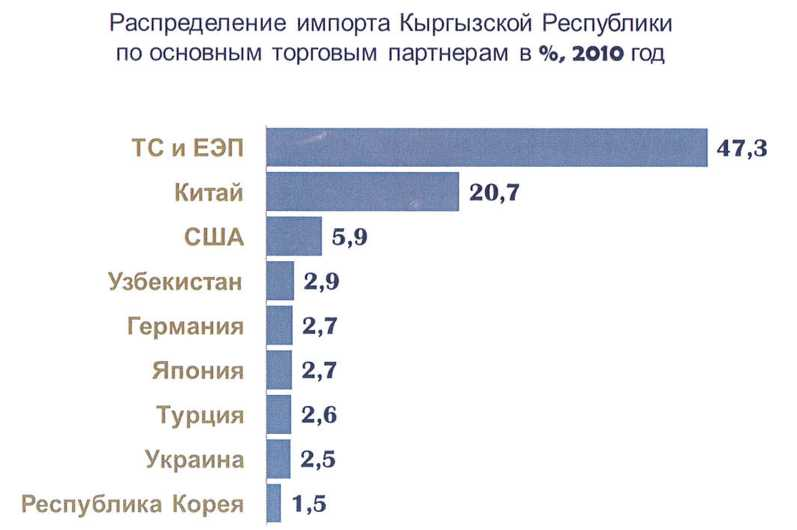 Распределение импорта Кыргызской Республики
по основным торговым партнерам в %, 2010 год
ТС и ЕЭП 47,3
Китай 20,7
США 5,9
Узбекистан 2,9
Германия 2,7
Япония 2,7
Турция 2,6
Украина 2,5
Республика Корея 1,5